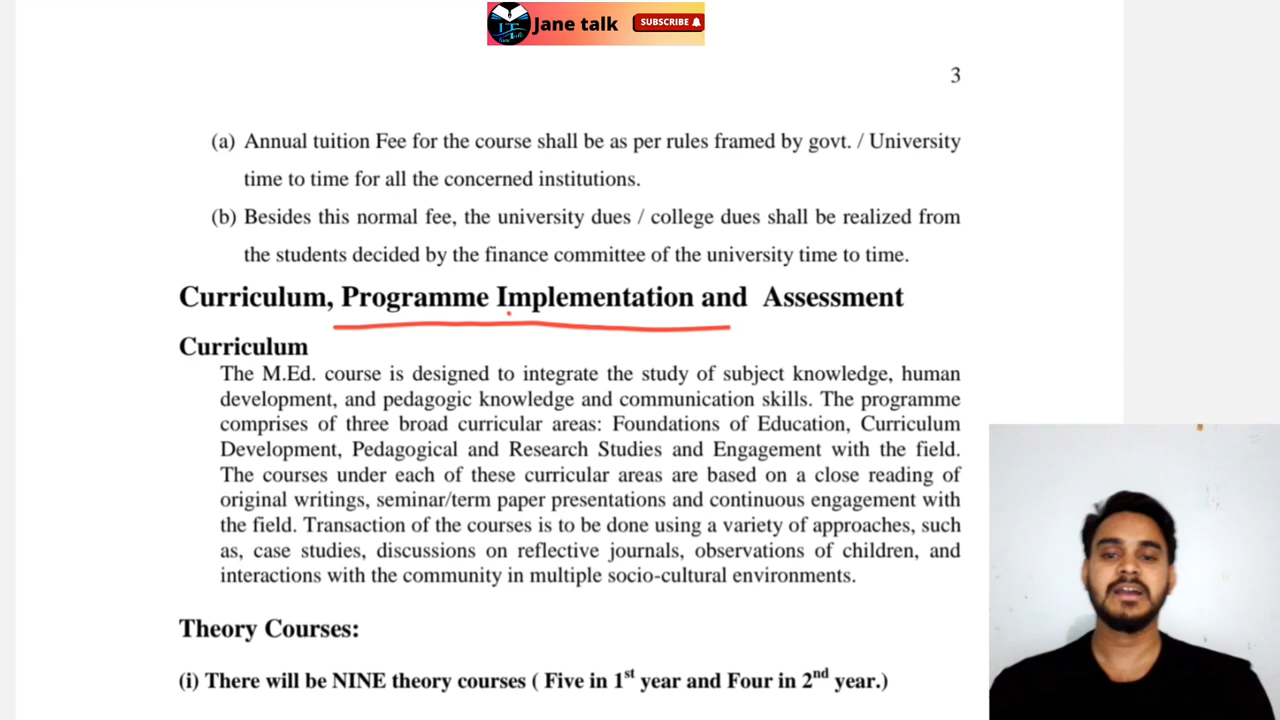 Jane talk SUBSCRIBE
3
(a) Annual tuition Fee for the course shall be as per rules framed by govt. / University
time to time for all the concerned institutions.
(b) Besides this normal fee, the university dues / college dues shall be realized from
the students decided by the finance committee of the university time to time.
Curriculum, Programme Implementation and Assessment
Curriculum
The M.Ed. course is designed to integrate the study of subject knowledge, human
development, and pedagogic knowledge and communication skills. The programme
comprises of three broad curricular areas: Foundations of Education, Curriculum
Development, Pedagogical and Research Studies and Engagement with the field.
The courses under each of these curricular areas are based on a close reading of
original writings, seminar/term paper presentations and continuous engagement with
the field. Transaction of the courses is to be done using a variety of approaches, such
as, case studies, discussions on reflective journals, observations of children, and
interactions with the community in multiple socio-cultural environments.
Theory Courses:
(i) There will be NINE theory courses ( Five in 1st year and Four in 2nd year.)